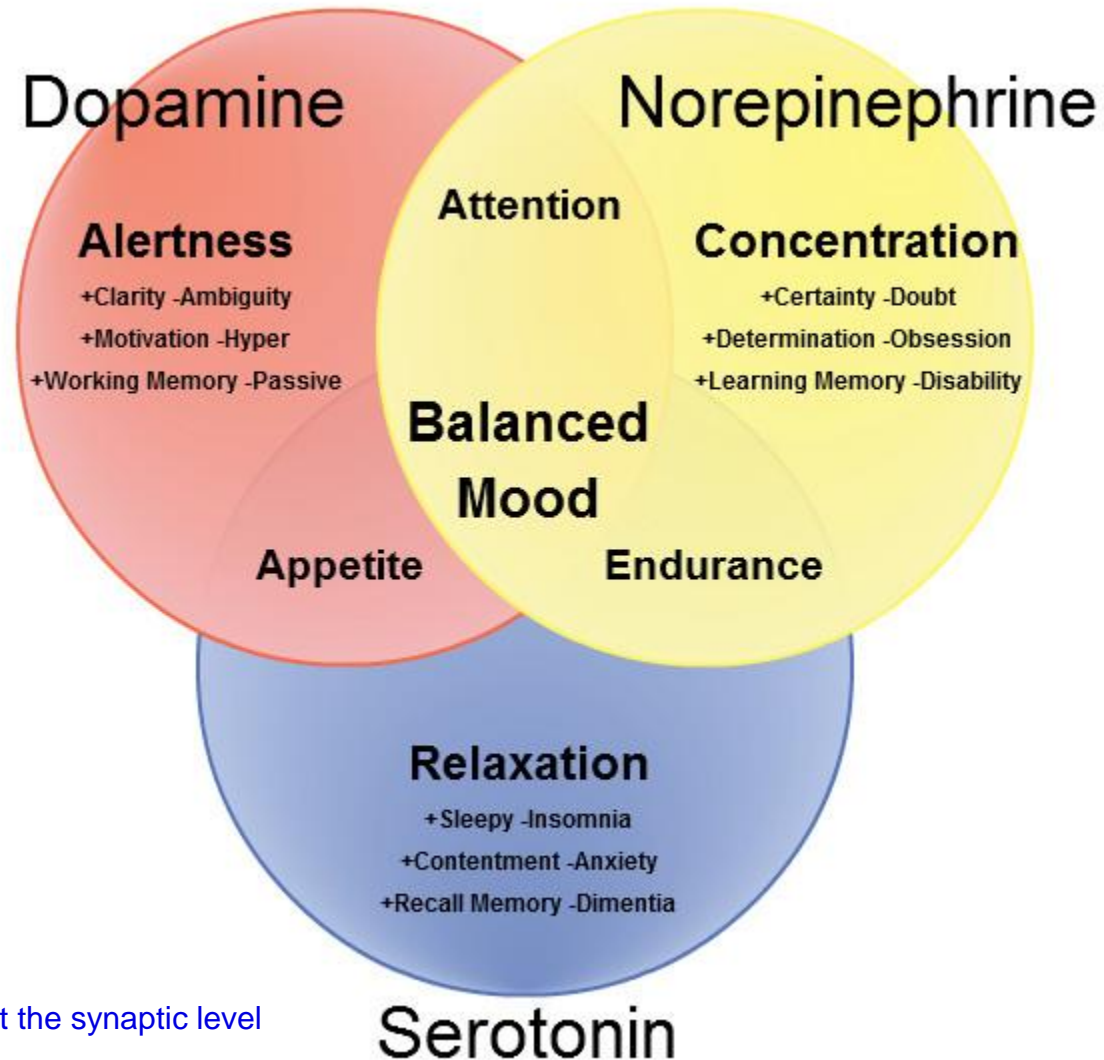 Dopamine
Norepinephrine
Attention
Alertness
+Clarity -Ambiguity
+Motivation -Hyper
+Working Memory -Passive
Concentration
+Certainty -Doubt
+Determination -Obsession
+Learning Memory -Disability
Balanced
Mood
Appetite
Endurance
Relaxation
+Sleepy -Insomnia
+Contentment -Anxiety
+Recall Memory -Dimentia
t the synaptic level
Serotonin